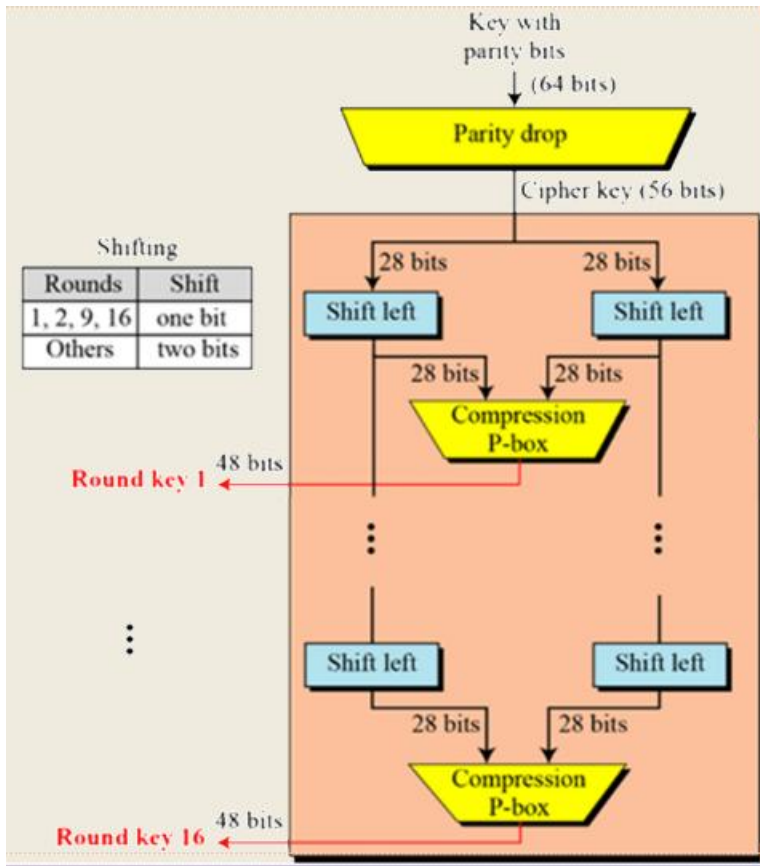 Key with
parity bits
(64 bits)
Parity drop
Cipher key (56 bits)
Shifting
Rounds Shift
1, 2, 9, 16 one bit
Others two bits
28 bits 28 bits
Shift left Shift left
28 bits 28 bits
Compression
P-box
48 bits
Round key 1
Shift left Shift left
28 bits 28 bits
Compression
P-box
48 bits
Round key 16